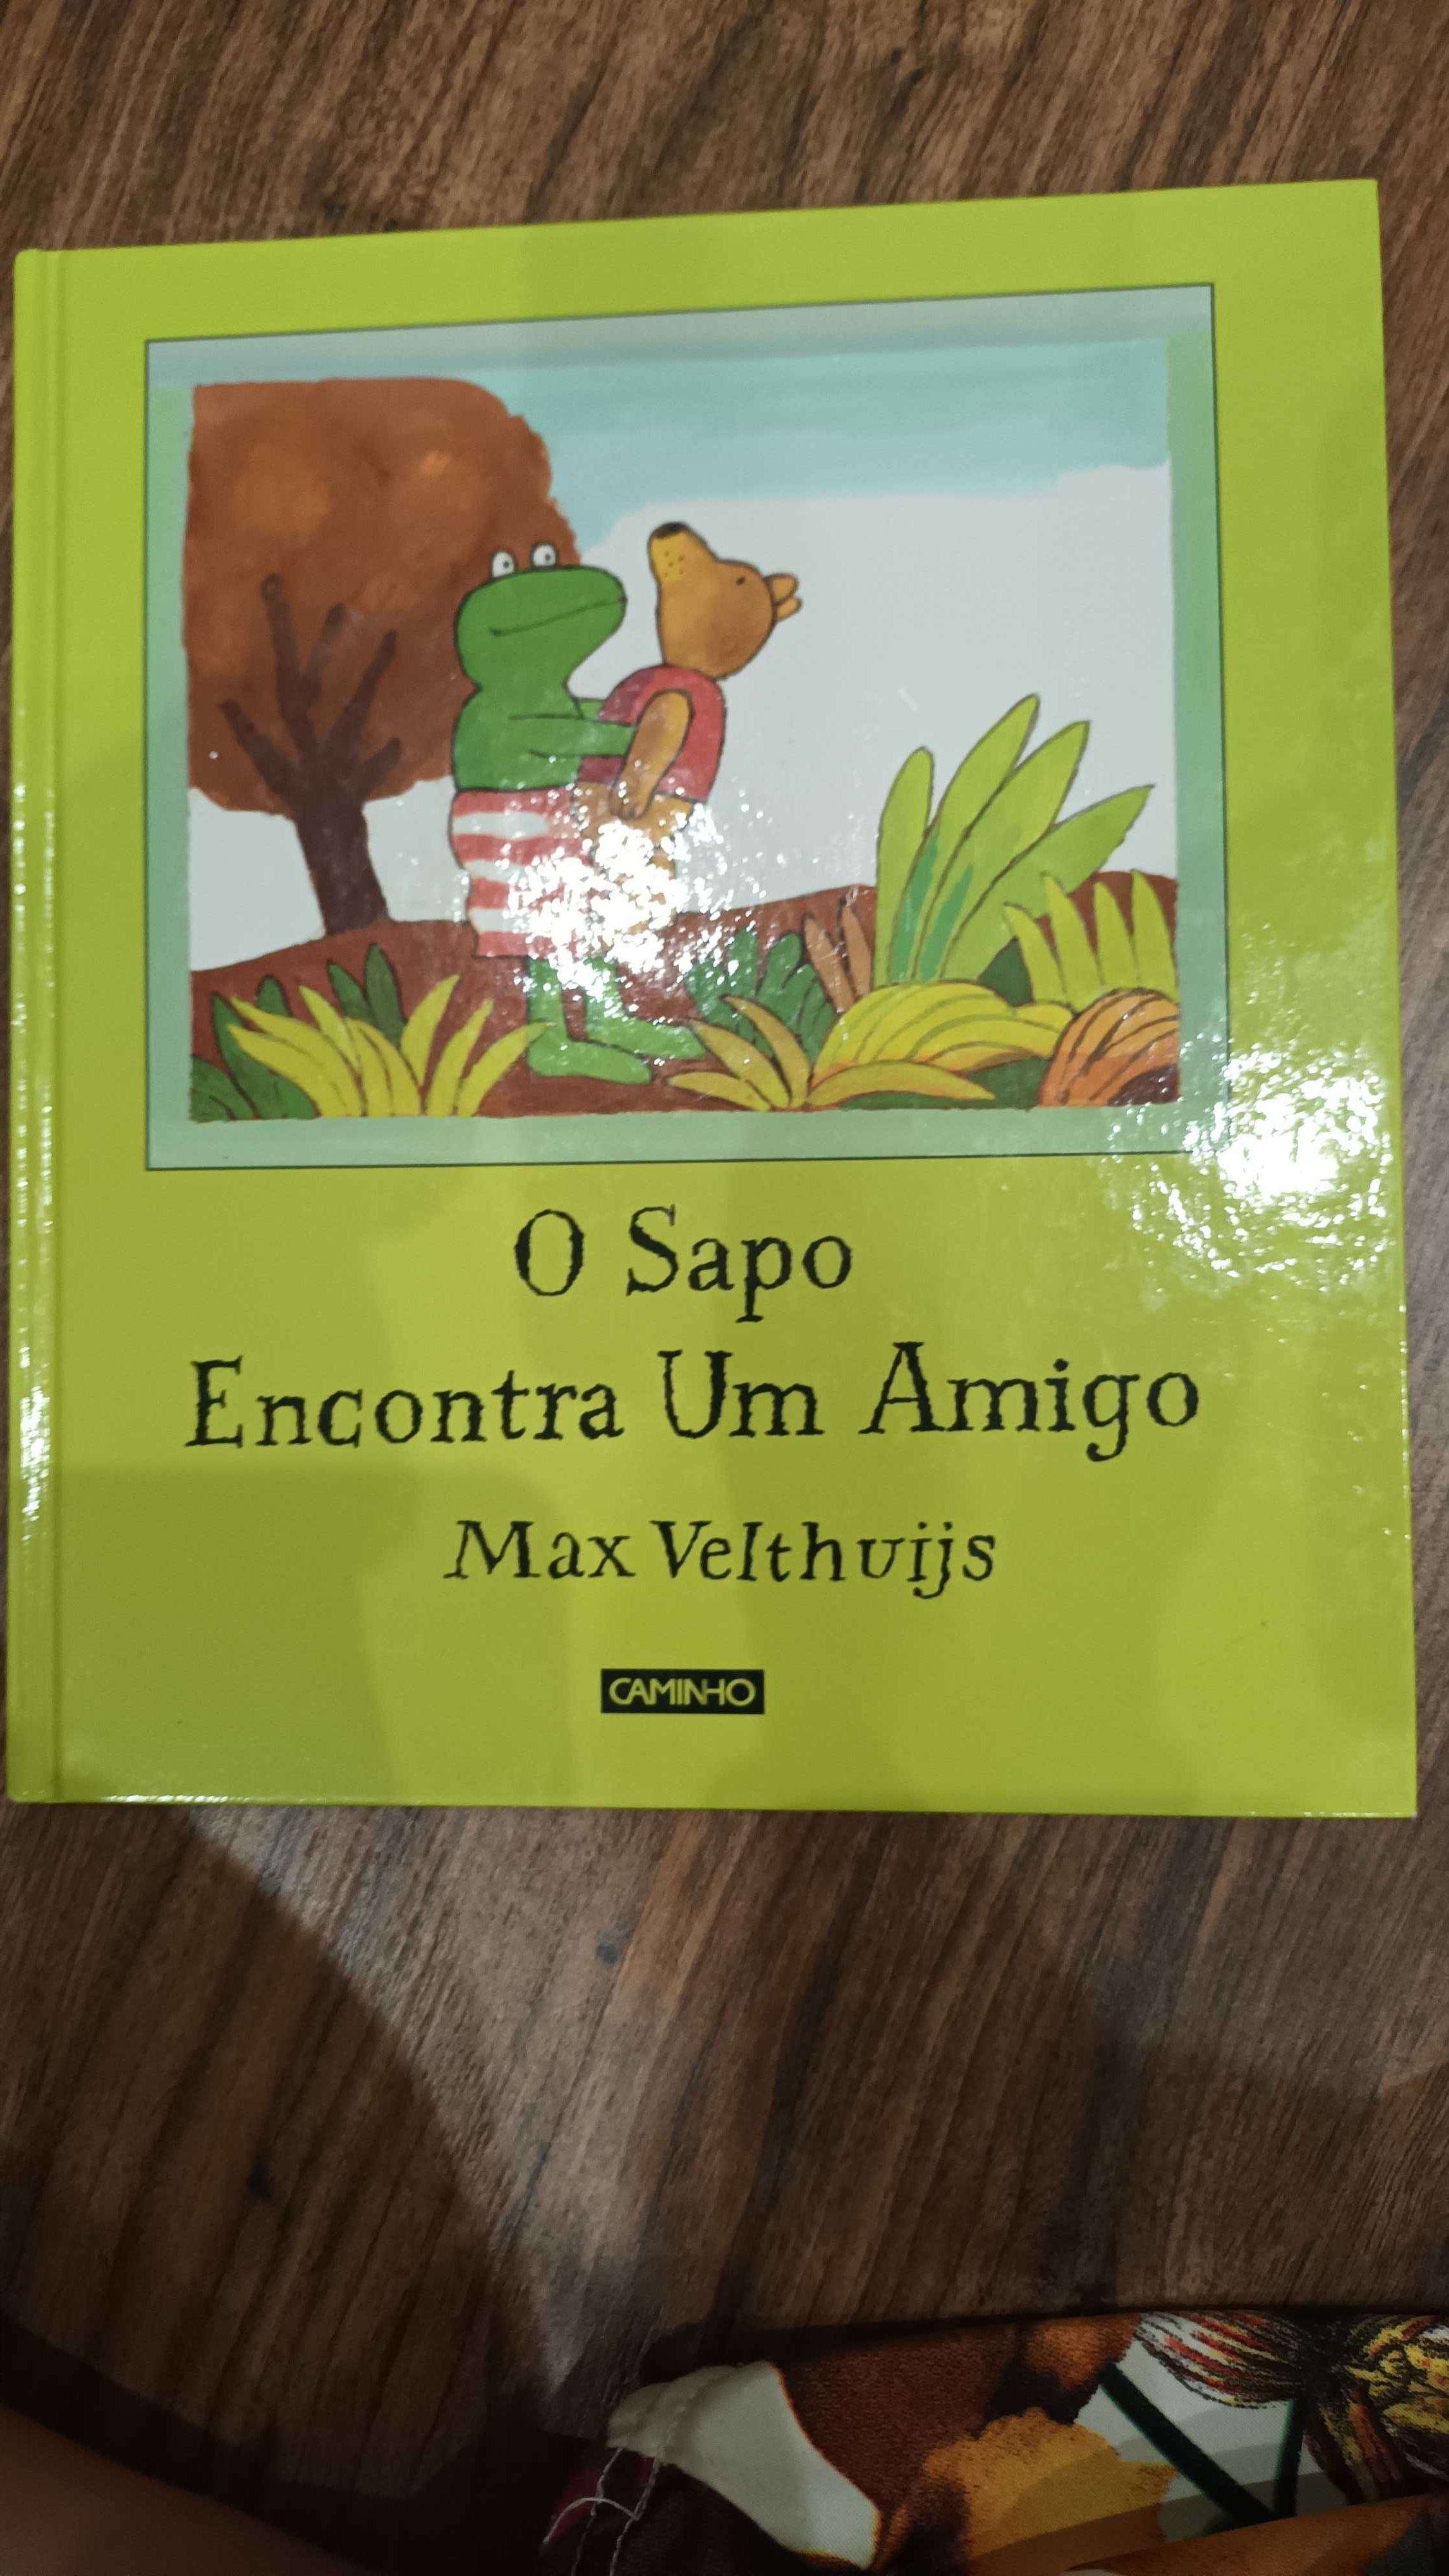 O Sapo
Encontra Um Amigo
Max Velthuijs
CAMINHO